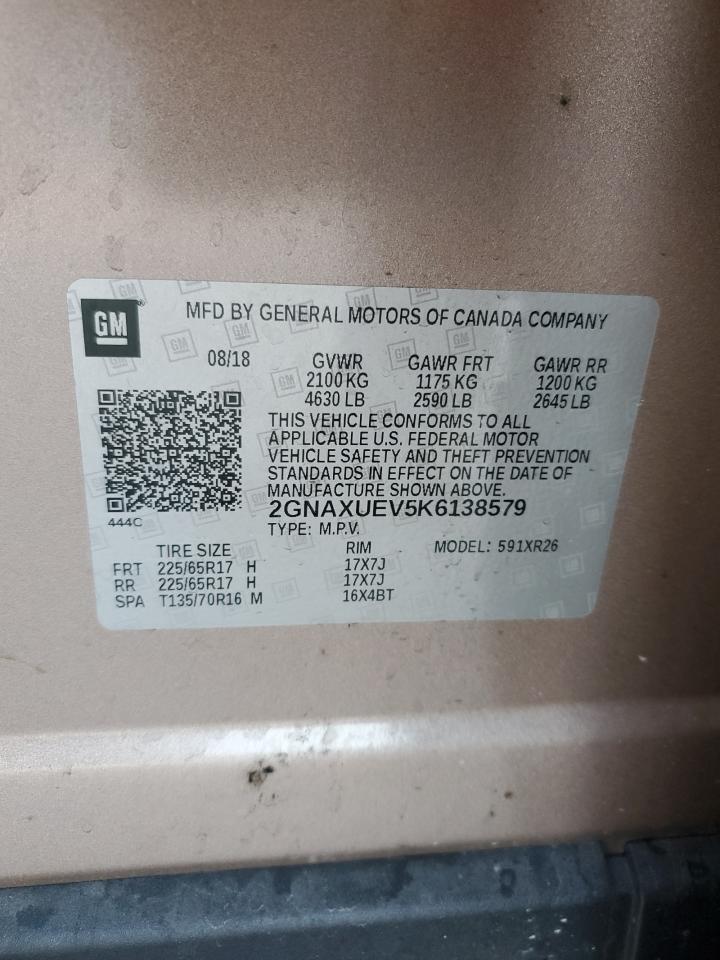 GM
MFD BY GENERAL MOTORS OF CANADA COMPANY
08/18 GVWR GAWR FRT GAWR RR
2100 KG 1175 KG 1200 KG
4630 LB 2590 LB 2645 LB
THIS VEHICLE CONFORMS TO ALL
APPLICABLE U.S. FEDERAL MOTOR
VEHICLE SAFETY AND THEFT PREVENTION
STANDARDS IN EFFECT ON THE DATE OF
MANUFACTURE SHOWN ABOVE.
444C 2GNAXUEV5K6138579
TYPE: M.P.V.
TIRE SIZE RIM MODEL: 591XR26
FRT 225/65R17 H 17X7J
RR 225/65R17 H 17X7J
SPA T135/70R16 M 16X4BT